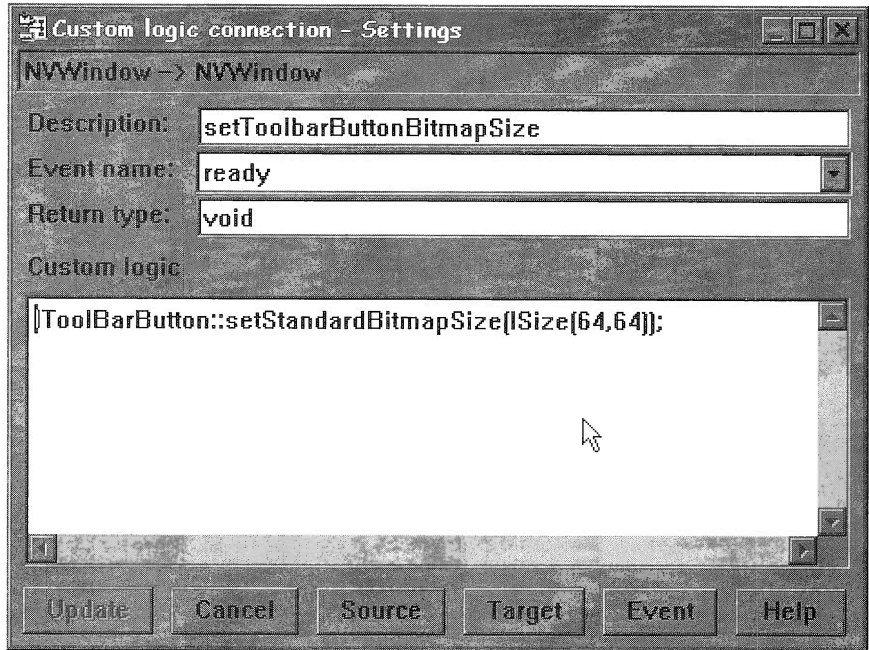 Custom logic connection - Settings
NVWindow -> NVWindow
Description: setToolbarButtonBitmapSize
Event name: ready
Return type: void
Custom logic
IToolBarButton::setStandardBitmapSize(ISize(64,64));
Update Cancel Source Target Event Help